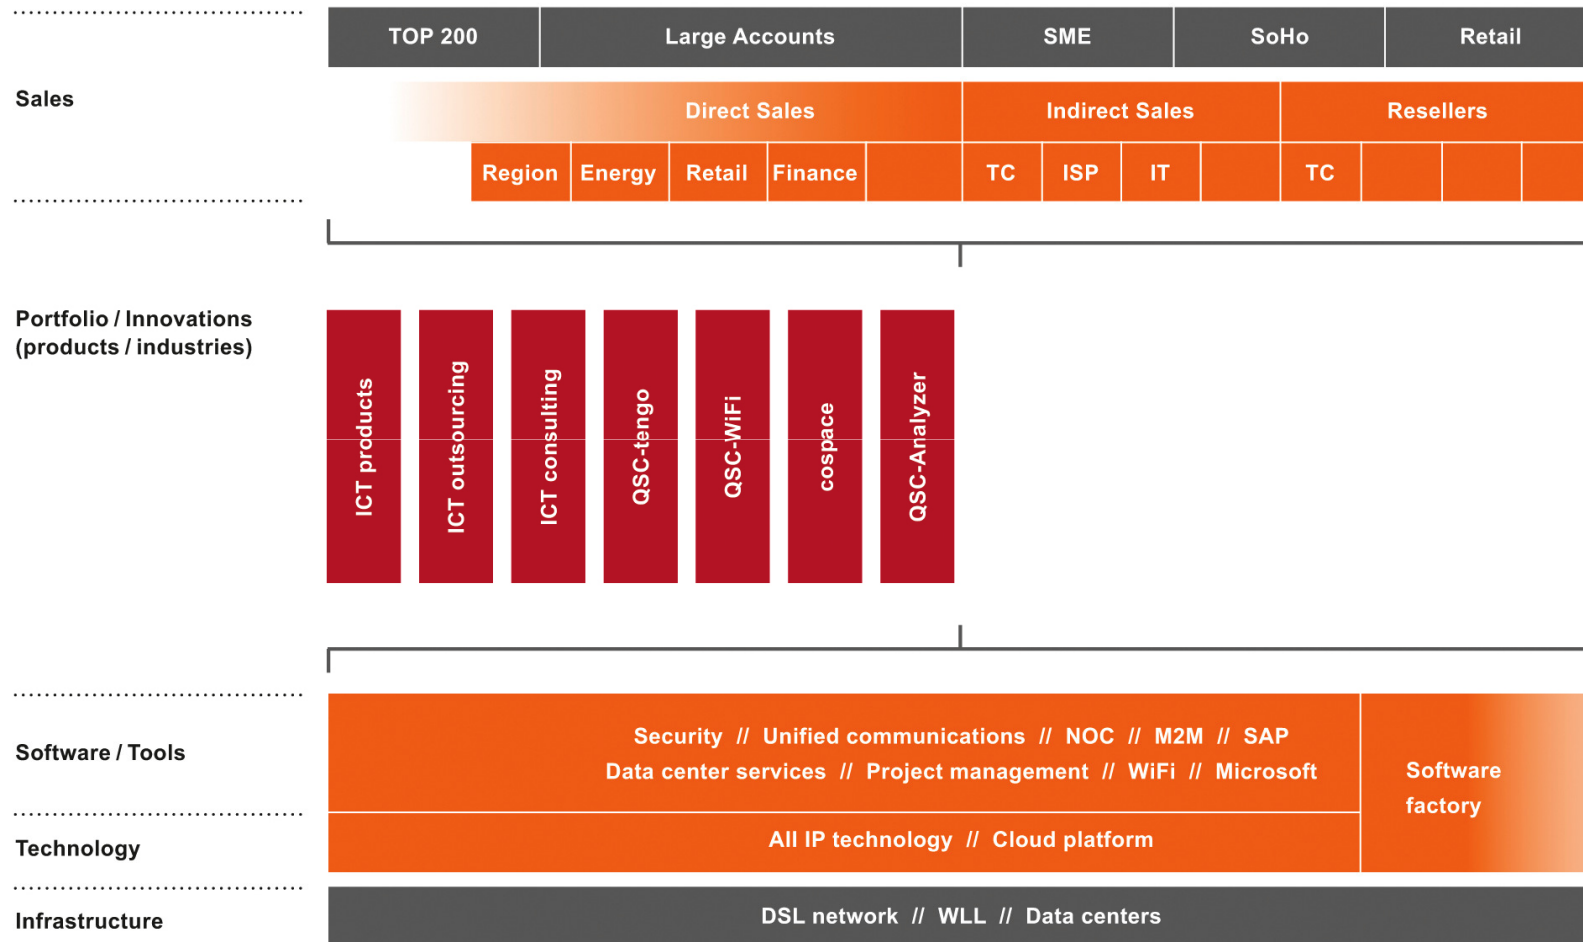 TOP 200
Large Accounts
SME
SoHo
Retail
Sales
Direct Sales
Indirect Sales
Resellers
Region
Energy
Retail
Finance
TC
ISP
IT
TC
Portfolio / Innovations
(products / industries)
ICT products
ICT outsourcing
ICT consulting
QSC-tengo
QSC-WiFi
cospace
QSC-Analyzer
Software / Tools
Security // Unified communications // NOC // M2M // SAP
Data center services // Project management // WiFi // Microsoft
Software
factory
Technology
All IP technology // Cloud platform
Infrastructure
DSL network // WLL // Data centers